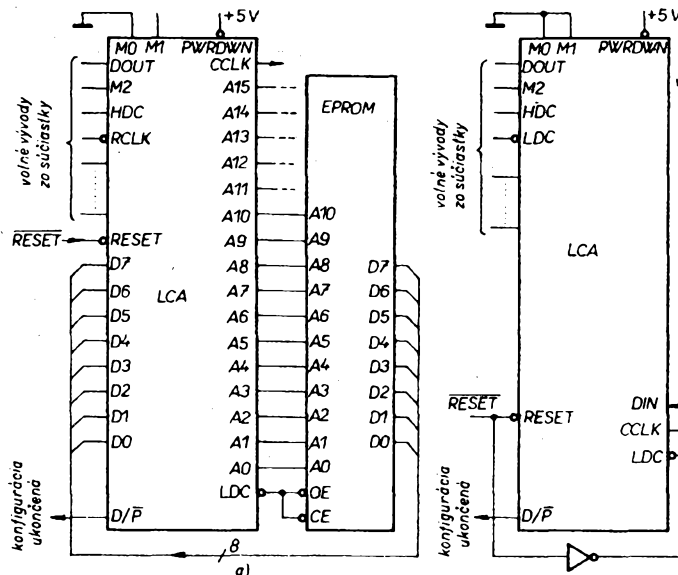 +5V
M0 M1 PWRDWN
DOUT
M2
HDC
RCLK
voľné vývody
zo súčiastky
RESET
RESET
D7
D6
D5
D4
D3
D2
D1
D0
D/P
konfigurácia
ukončená
LCA
CCLK
A15
A14
A13
A12
A11
A10
A9
A8
A7
A6
A5
A4
A3
A2
A1
A0
LDC
EPROM
A10
A9
A8
A7
A6
A5
A4
A3
A2
A1
A0
OE
CE
D7
D6
D5
D4
D3
D2
D1
D0
8
a)
+5V
M0 M1 PWRDWN
DOUT
M2
HDC
LDC
voľné vývody
zo súčiastky
LCA
RESET
RESET
DIN
CCLK
LDC
D/P
konfigurácia
ukončená